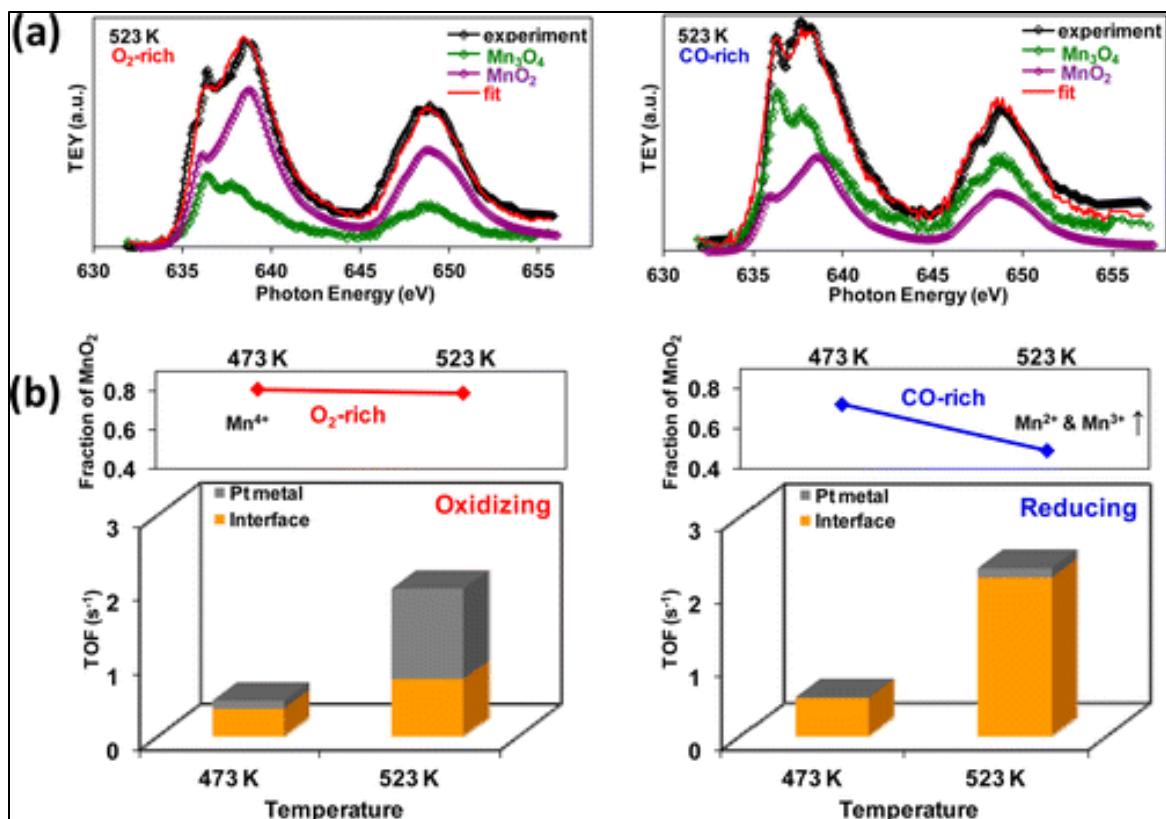 (a)
523 K
O₂-rich
experiment
Mn₃O₄
MnO₂
fit
TEY (a.u.)
630 635 640 645 650 655
Photon Energy (eV)
523 K
CO-rich
experiment
Mn₃O₄
MnO₂
fit
TEY (a.u.)
630 635 640 645 650 655
Photon Energy (eV)
(b)
473 K 523 K
Fraction of MnO₂
0.8
0.6
0.4
Mn⁴⁺
O₂-rich
473 K 523 K
Fraction of MnO₂
0.8
0.6
0.4
CO-rich
Mn²⁺ & Mn³⁺ ↑
Pt metal
Interface
Oxidizing
TOF (s⁻¹)
3
2
1
0
473 K 523 K
Temperature
Pt metal
Interface
Reducing
TOF (s⁻¹)
3
2
1
0
473 K 523 K
Temperature